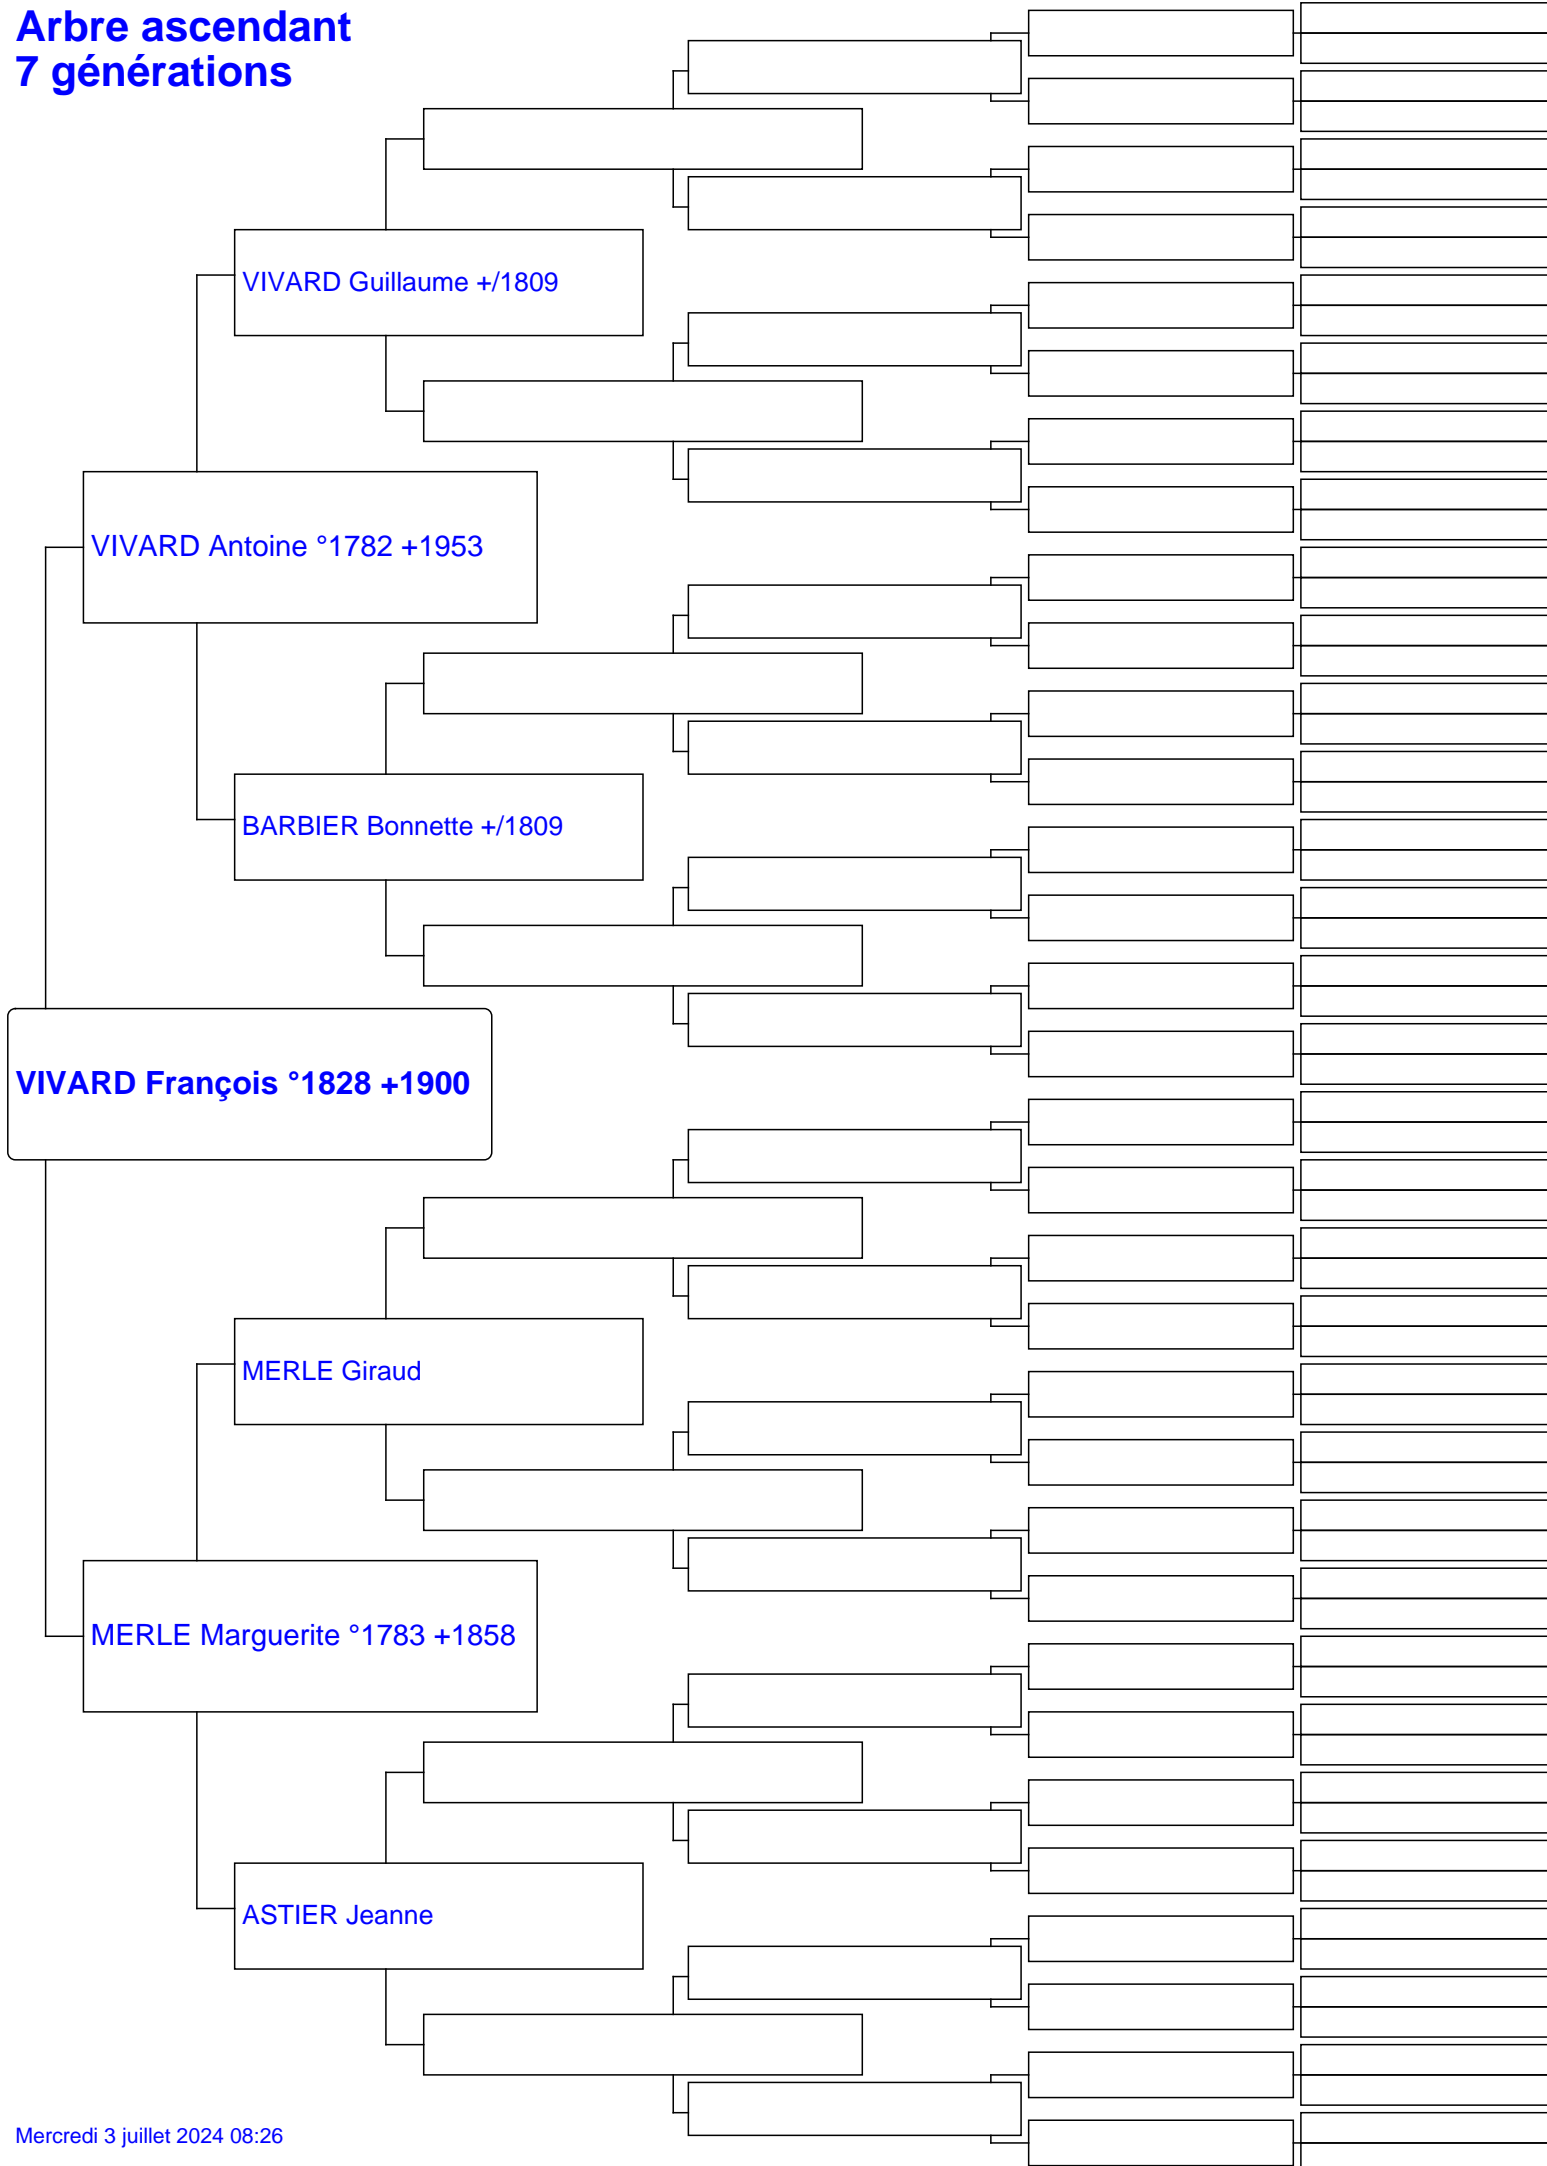 Arbre ascendant
7 générations
VIVARD Guillaume +/1809
VIVARD Antoine °1782 +1953
BARBIER Bonnette +/1809
VIVARD François °1828 +1900
MERLE Giraud
MERLE Marguerite °1783 +1858
ASTIER Jeanne
Mercredi 3 juillet 2024 08:26